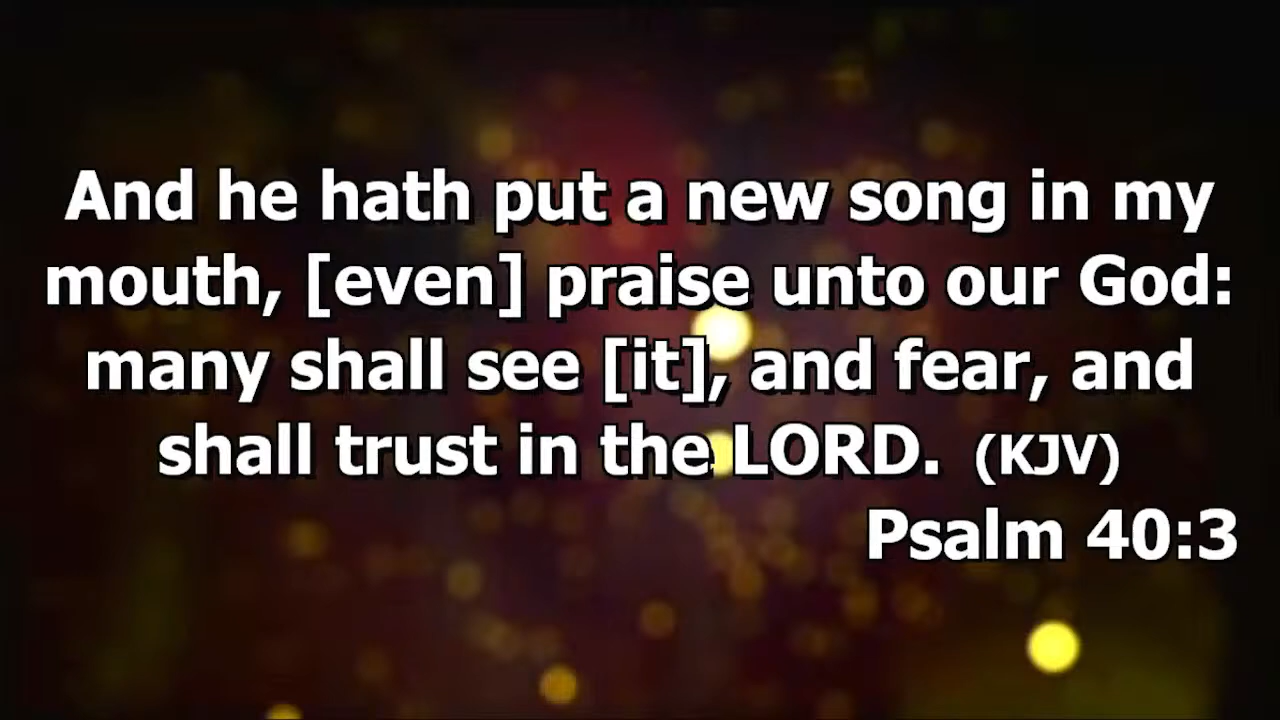 And he hath put a new song in my
mouth, [even] praise unto our God:
many shall see [it], and fear, and
shall trust in the LORD. (KJV)
Psalm 40:3